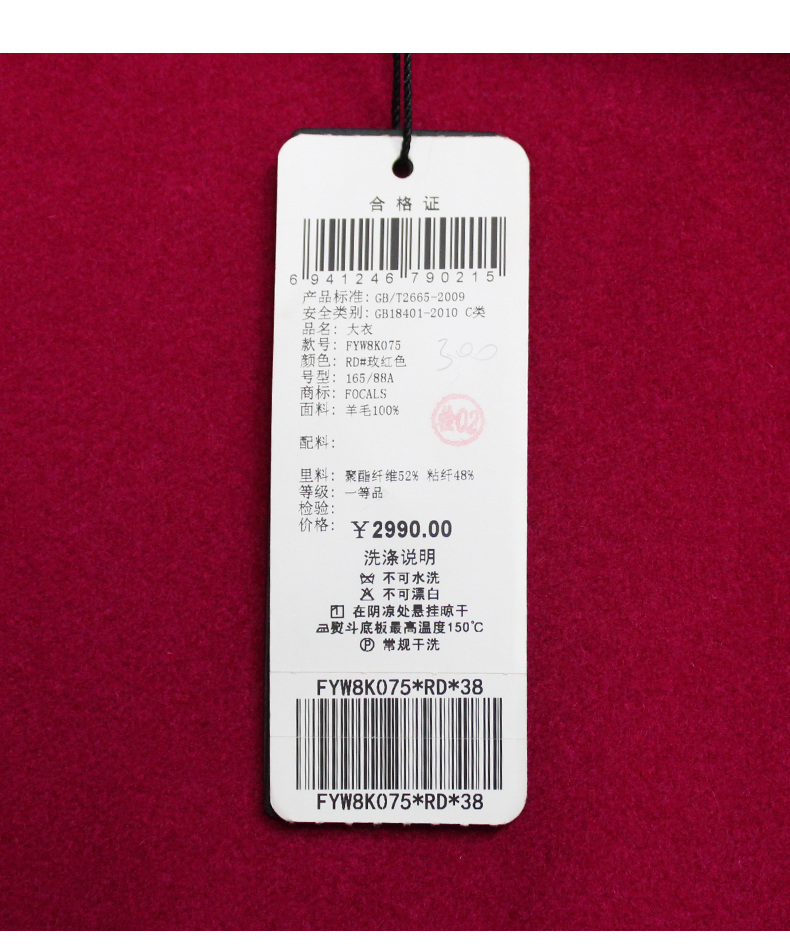 合格证
6 941246 790215
产品标准: GB/T2665-2009
安全类别: GB18401-2010 C类
品名: 大衣
款号: FYW8K075
颜色: RD#玫红色
300
号型: 165/88A
商标: FOCALS
面料: 羊毛100%
检02
配料:
里料: 聚酯纤维52% 粘纤48%
等级: 一等品
检验:
价格: ¥2990.00
洗涤说明
不可水洗
不可漂白
在阴凉处悬挂晾干
熨斗底板最高温度150℃
P 常规干洗
FYW8K075*RD*38
FYW8K075*RD*38